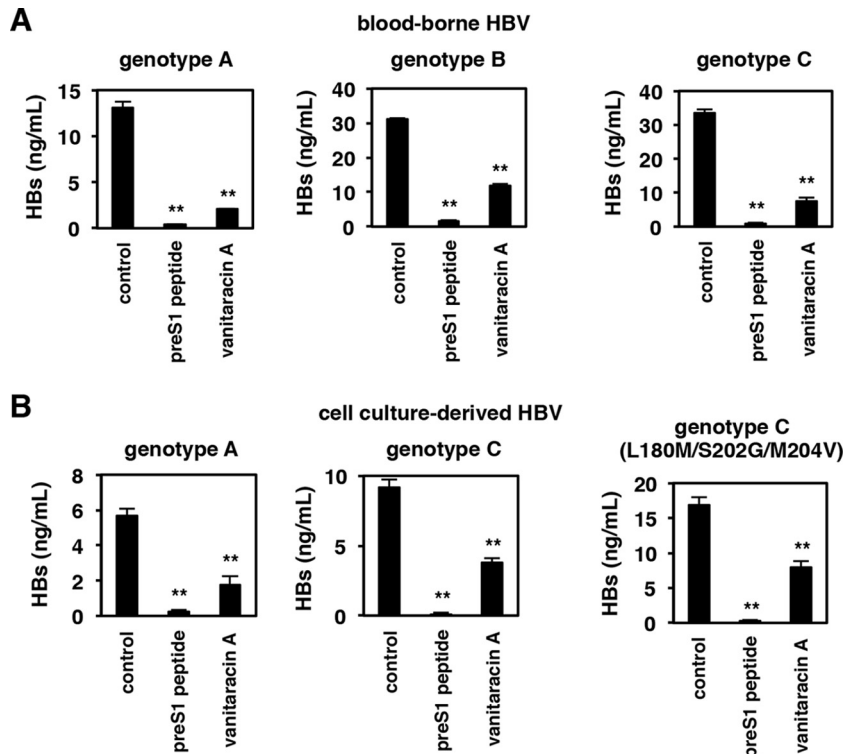 A
blood-borne HBV
genotype A
genotype B
genotype C
HBs (ng/mL)
15
10
5
0
control
preS1 peptide
vanitaracin A
**
**
HBs (ng/mL)
40
30
20
10
0
control
preS1 peptide
vanitaracin A
**
**
HBs (ng/mL)
40
30
20
10
0
control
preS1 peptide
vanitaracin A
**
**
B
cell culture-derived HBV
genotype A
genotype C
genotype C
(L180M/S202G/M204V)
HBs (ng/mL)
8
6
4
2
0
control
preS1 peptide
vanitaracin A
**
**
HBs (ng/mL)
10
5
0
control
preS1 peptide
vanitaracin A
**
**
HBs (ng/mL)
20
15
10
5
0
control
preS1 peptide
vanitaracin A
**
**